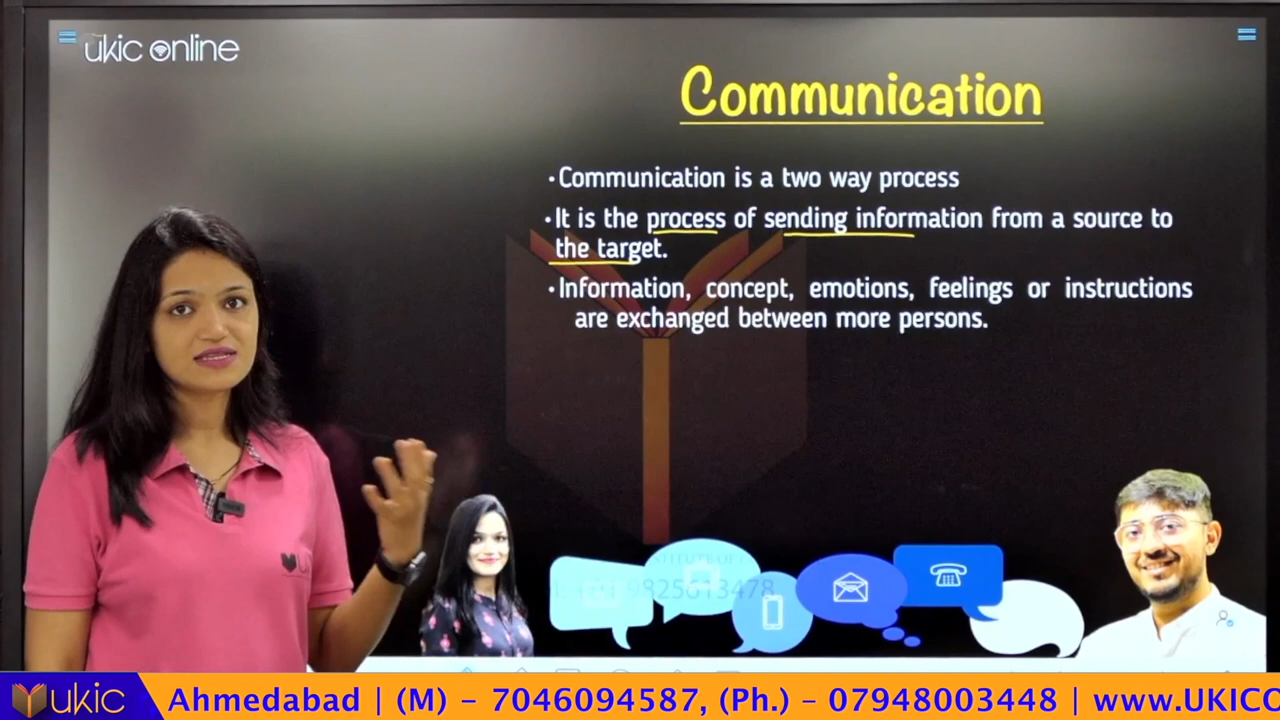 ukic online
Communication
•Communication is a two way process
•It is the process of sending information from a source to
the target.
•Information, concept, emotions, feelings or instructions
are exchanged between more persons.
9825613478
ukic
Ahmedabad | (M) - 7046094587, (Ph.) - 07948003448 | www.UKICO